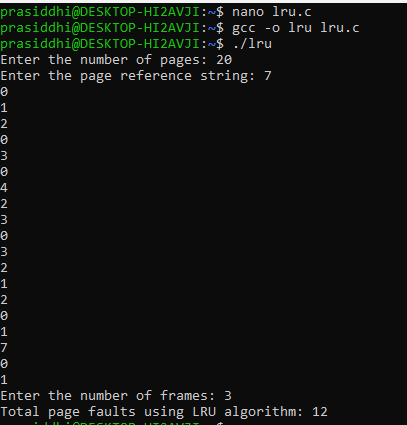 prasiddhi@DESKTOP-HI2AVJI:~$ nano lru.c
prasiddhi@DESKTOP-HI2AVJI:~$ gcc -o lru lru.c
prasiddhi@DESKTOP-HI2AVJI:~$ ./lru
Enter the number of pages: 20
Enter the page reference string: 7
0
1
2
0
3
0
4
2
3
0
3
2
1
2
0
1
7
0
1
Enter the number of frames: 3
Total page faults using LRU algorithm: 12